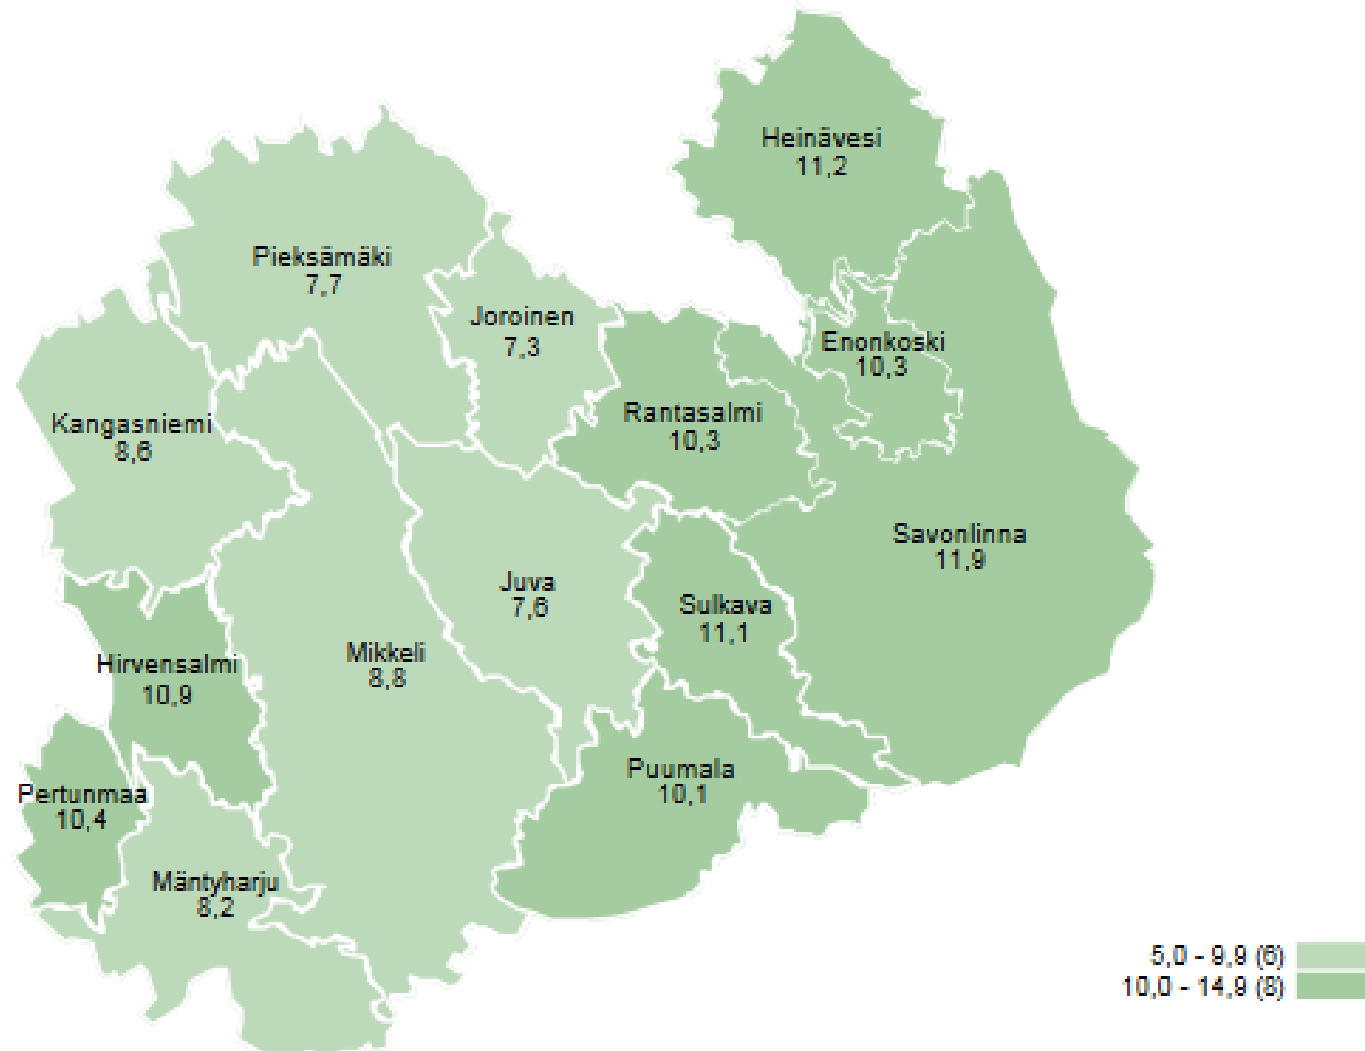 Heinävesi
11,2
Pieksämäki
7,7
Joroinen
7,3
Enonkoski
10,3
Rantasalmi
10,3
Kangasniemi
8,6
Savonlinna
11,9
Juva
7,6
Sulkava
11,1
Mikkeli
8,8
Hirvensalmi
10,9
Puumala
10,1
Pertunmaa
10,4
Mäntyharju
8,2
5,0 - 9,9 (6)
10,0 - 14,9 (8)